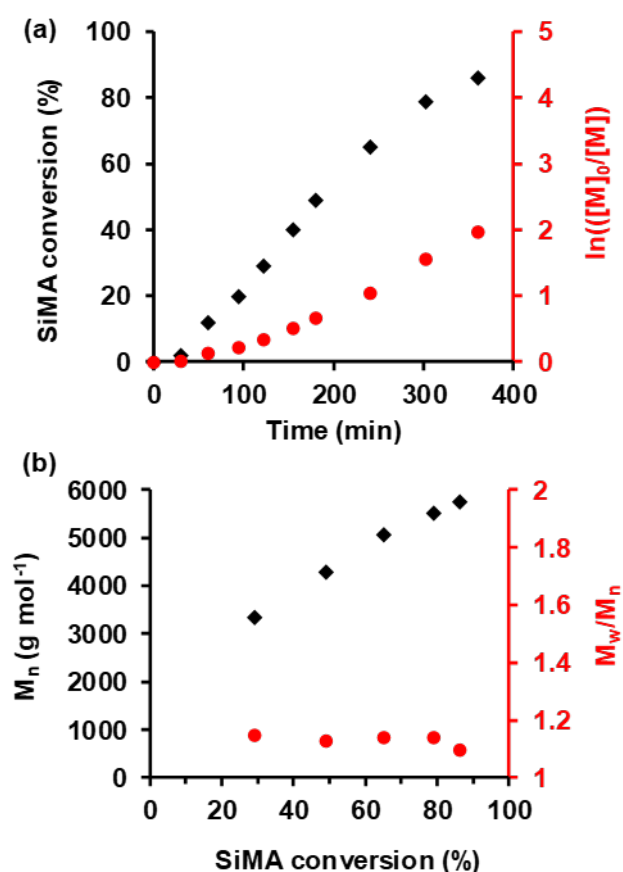 (a)
SiMA conversion (%)
100
80
60
40
20
0
0 100 200 300 400
Time (min)
5
4
3
2
1
0
ln(([M]₀/[M])
(b)
Mₙ (g mol⁻¹)
6000
5000
4000
3000
2000
1000
0
0 20 40 60 80 100
SiMA conversion (%)
2
1.8
1.6
1.4
1.2
1
M_w/Mₙ